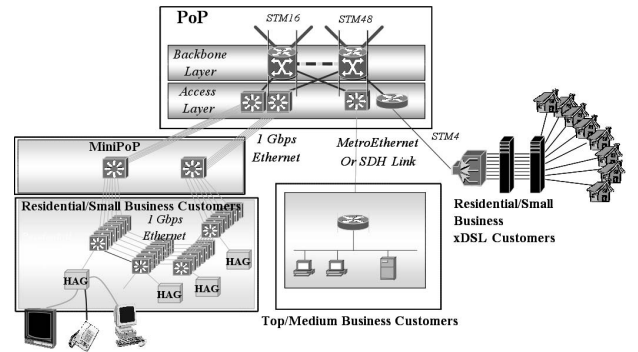 PoP
STM16
STM48
Backbone
Layer
Access
Layer
1 Gbps
Ethernet
MetroEthernet
Or SDH Link
STM4
MiniPoP
Residential/Small Business Customers
1 Gbps
Ethernet
HAG
HAG
HAG
HAG
Residential/Small
Business
xDSL Customers
Top/Medium Business Customers